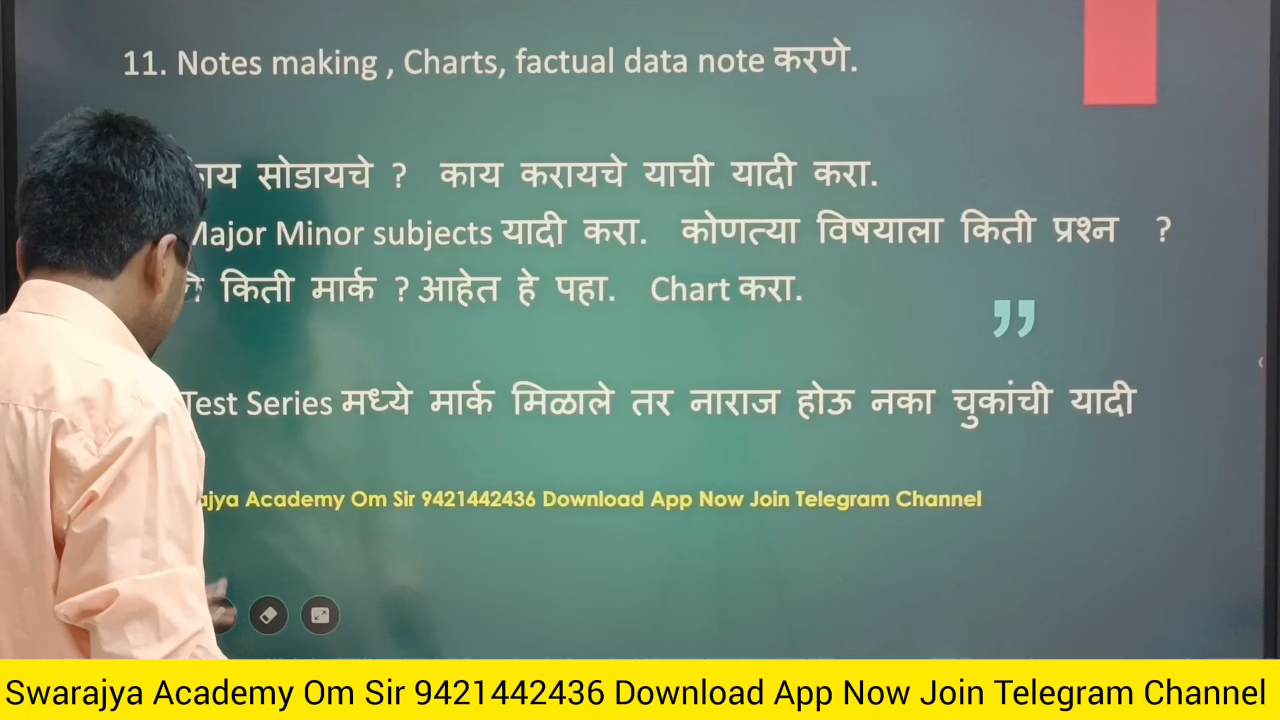 11. Notes making , Charts, factual data note करणे.
सोडायचे ? काय करायचे याची यादी करा.
Major Minor subjects यादी करा. कोणत्या विषयाला किती प्रश्न ?
किती मार्क ? आहेत हे पहा. Chart करा.
”
Test Series मध्ये मार्क मिळाले तर नाराज होऊ नका चुकांची यादी
Academy Om Sir 9421442436 Download App Now Join Telegram Channel
Swarajya Academy Om Sir 9421442436 Download App Now Join Telegram Channel